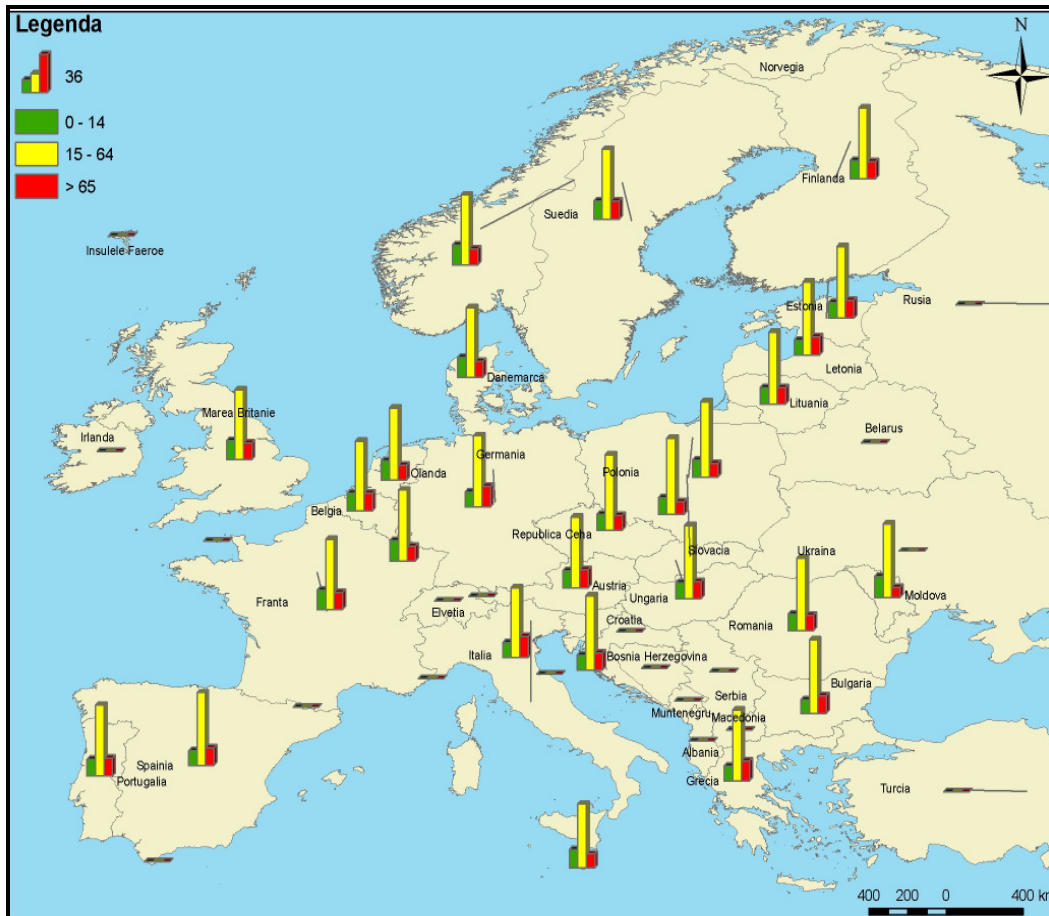 Legenda
36
0 - 14
15 - 64
> 65
N
Norvegia
Finlanda
Suedia
Insulele Faeroe
Estonia
Rusia
Letonia
Danemarca
Lituania
Marea Britanie
Irlanda
Belarus
Germania
Olanda
Polonia
Belgia
Republica Ceha
Slovacia
Ucraina
Franta
Elvetia
Austria
Ungaria
Moldova
Croatia
Romania
Italia
Bosnia Herzegovina
Serbia
Bulgaria
Muntenegru
Macedonia
Albania
Grecia
Spainia
Portugalia
Turcia
400 200 0 400 km